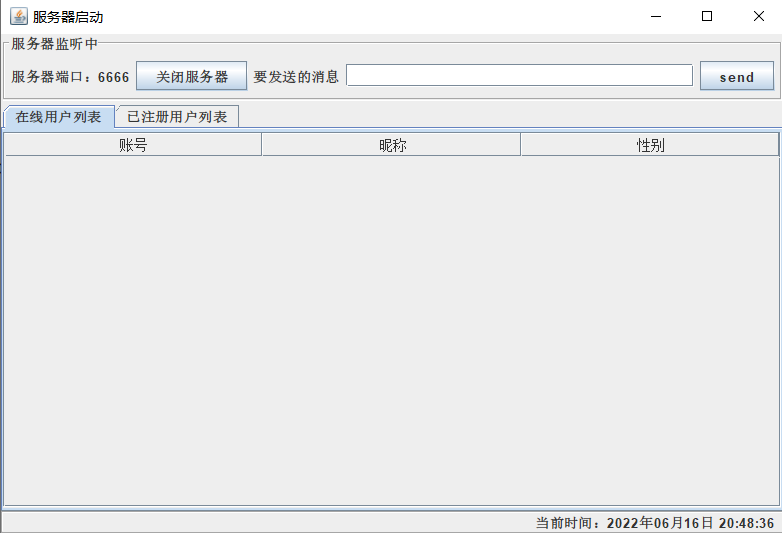 服务器启动
服务器监听中
服务器端口：6666 关闭服务器 要发送的消息 send
在线用户列表 已注册用户列表
账号 昵称 性别
当前时间：2022年06月16日 20:48:36